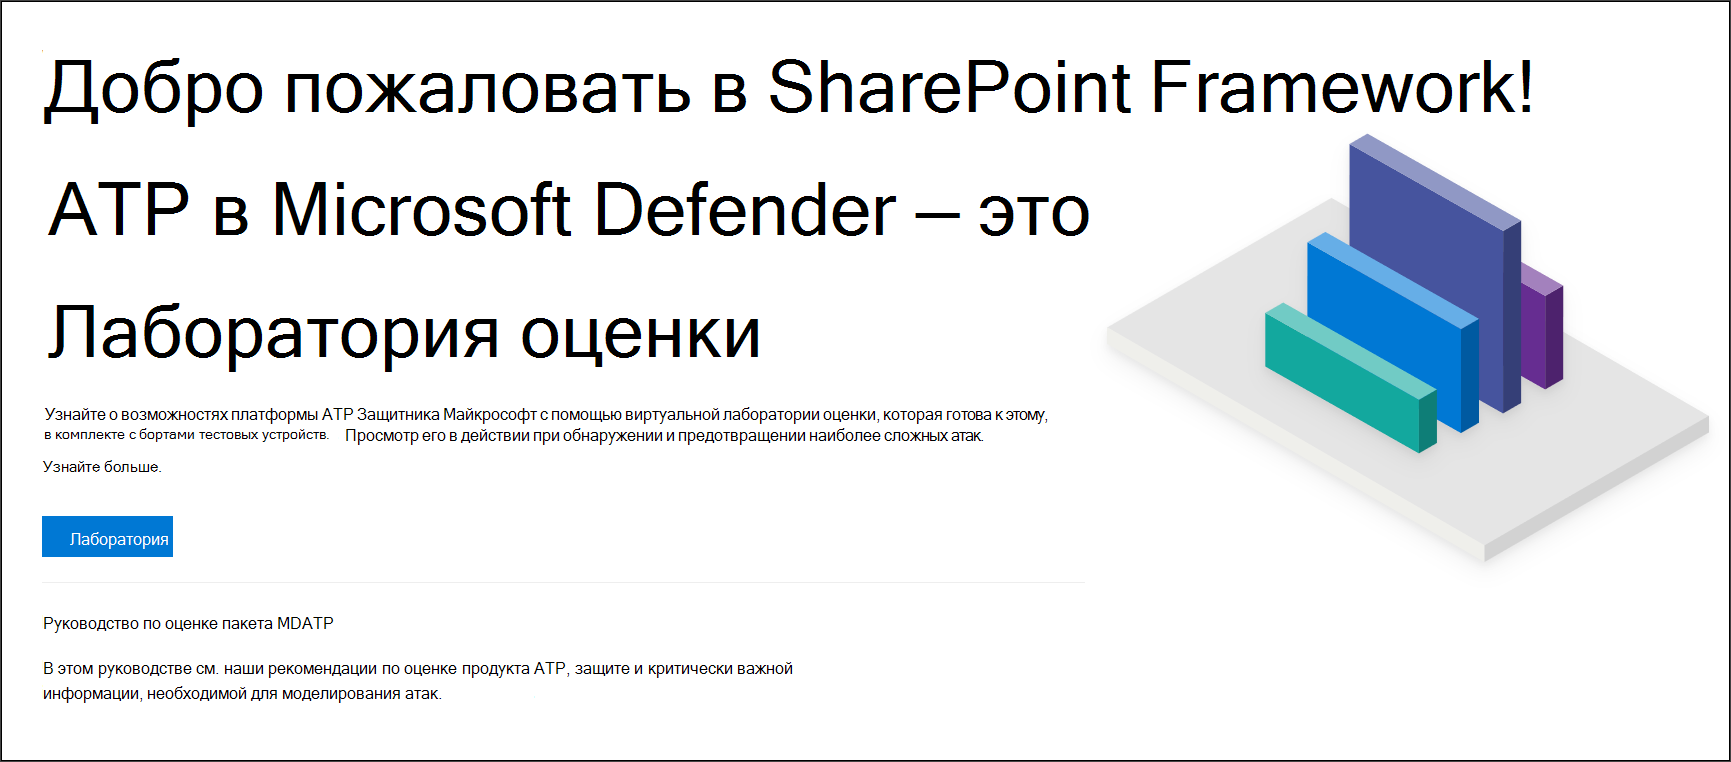 Добро пожаловать в SharePoint Framework!
ATP в Microsoft Defender — это
Лаборатория оценки
Узнайте о возможностях платформы ATP Защитника Майкрософт с помощью виртуальной лаборатории оценки, которая готова к этому,
в комплекте с бортами тестовых устройств. Просмотр его в действии при обнаружении и предотвращении наиболее сложных атак.
Узнайте больше.
Лаборатория
Руководство по оценке пакета MDATP
В этом руководстве см. наши рекомендации по оценке продукта ATP, защите и критически важной
информации, необходимой для моделирования атак.